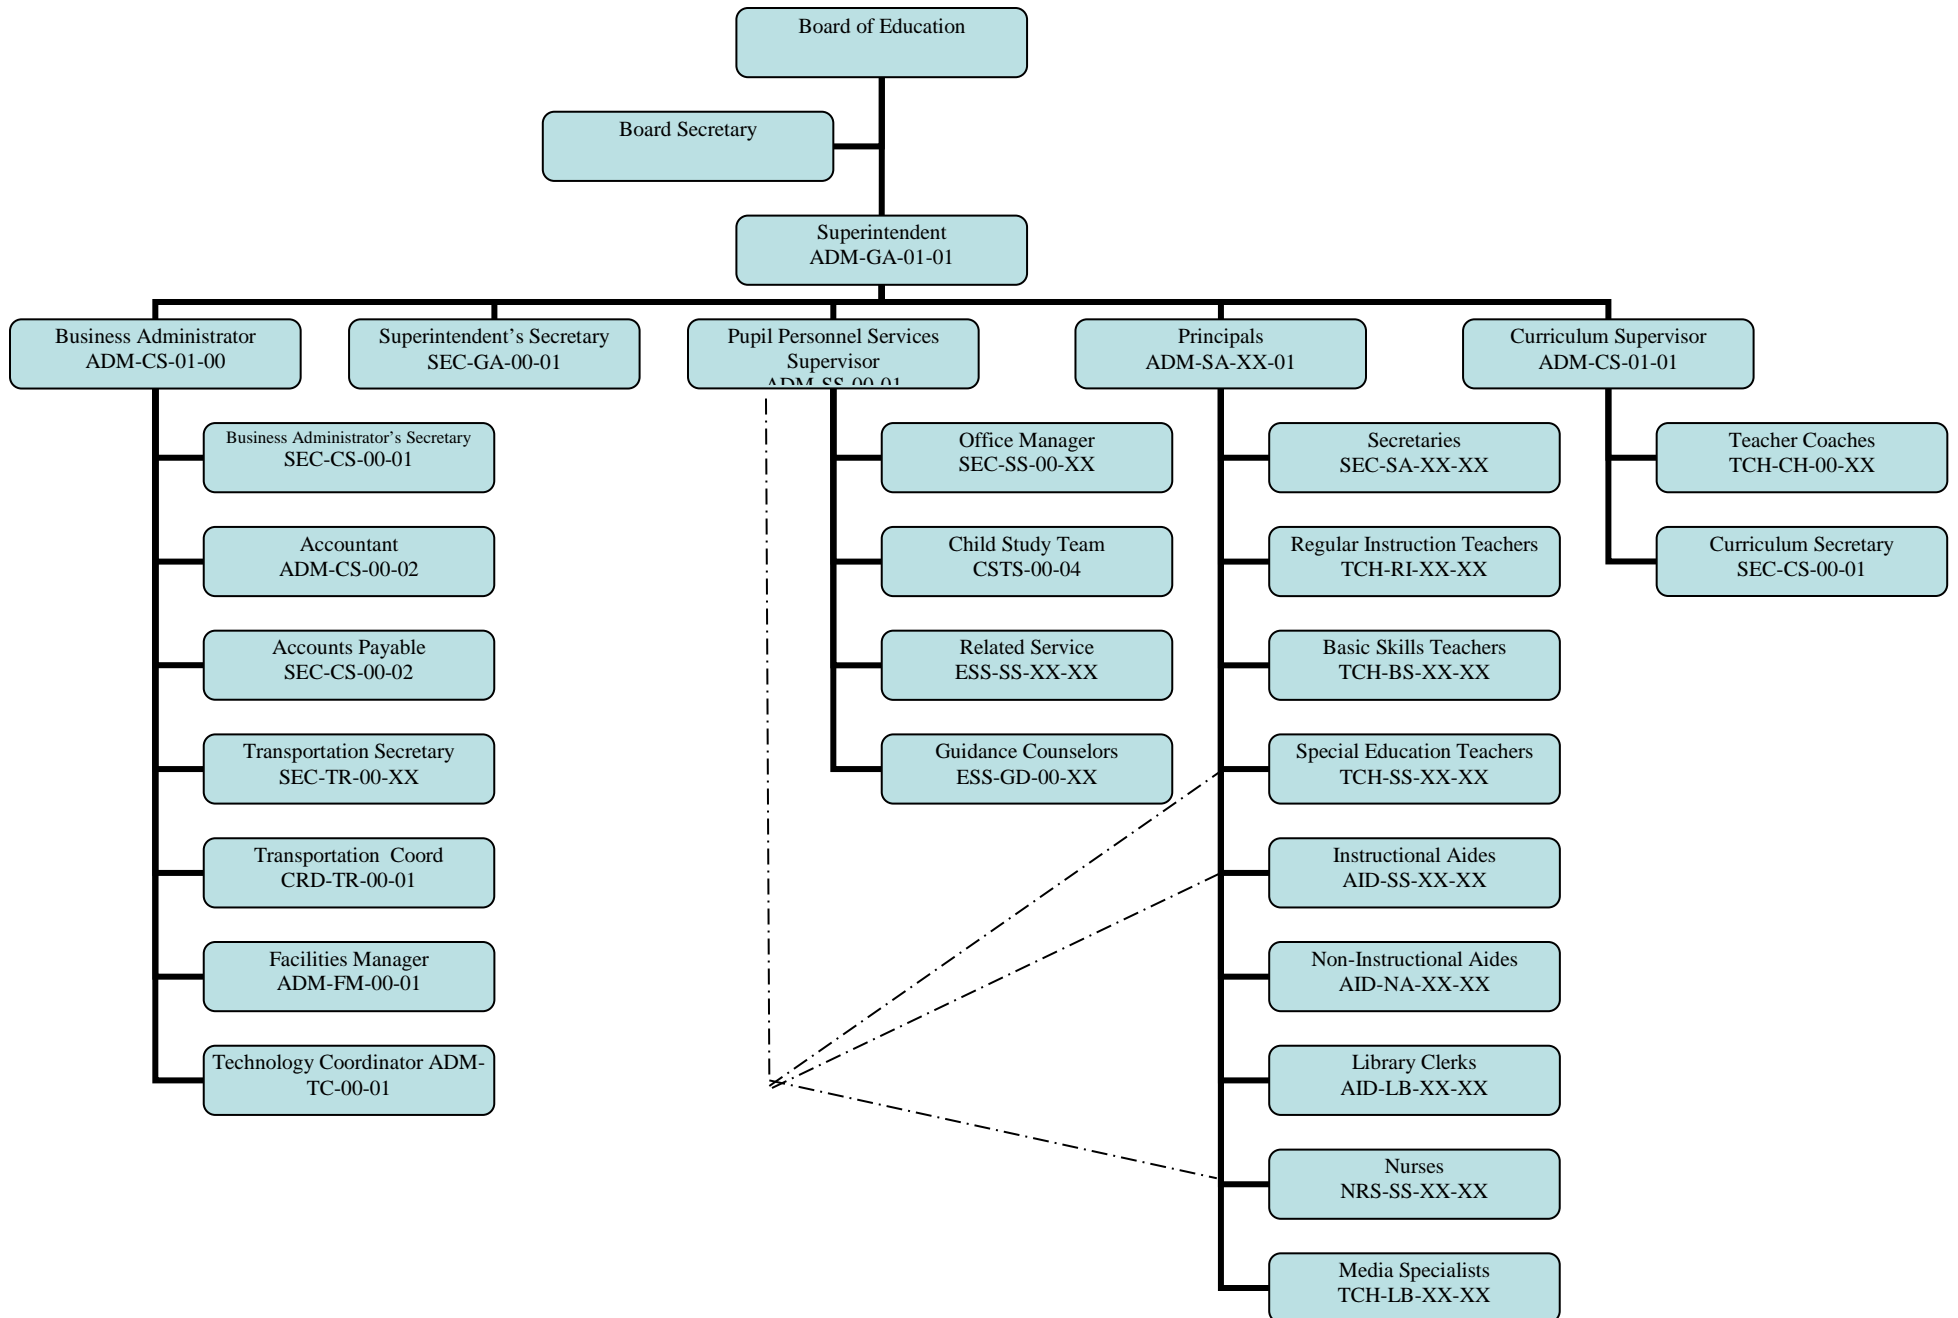 Board of Education
Board Secretary
Superintendent
ADM-GA-01-01
Business Administrator
ADM-CS-01-00
Superintendent’s Secretary
SEC-GA-00-01
Pupil Personnel Services
Supervisor
ADM-SS-00-01
Principals
ADM-SA-XX-01
Curriculum Supervisor
ADM-CS-01-01
Business Administrator’s Secretary
SEC-CS-00-01
Accountant
ADM-CS-00-02
Accounts Payable
SEC-CS-00-02
Transportation Secretary
SEC-TR-00-XX
Transportation  Coord
CRD-TR-00-01
Facilities Manager
ADM-FM-00-01
Technology Coordinator ADM-
TC-00-01
Office Manager
SEC-SS-00-XX
Child Study Team
CSTS-00-04
Related Service
ESS-SS-XX-XX
Guidance Counselors
ESS-GD-00-XX
Secretaries
SEC-SA-XX-XX
Regular Instruction Teachers
TCH-RI-XX-XX
Basic Skills Teachers
TCH-BS-XX-XX
Special Education Teachers
TCH-SS-XX-XX
Instructional Aides
AID-SS-XX-XX
Non-Instructional Aides
AID-NA-XX-XX
Library Clerks
AID-LB-XX-XX
Nurses
NRS-SS-XX-XX
Media Specialists
TCH-LB-XX-XX
Teacher Coaches
TCH-CH-00-XX
Curriculum Secretary
SEC-CS-00-01